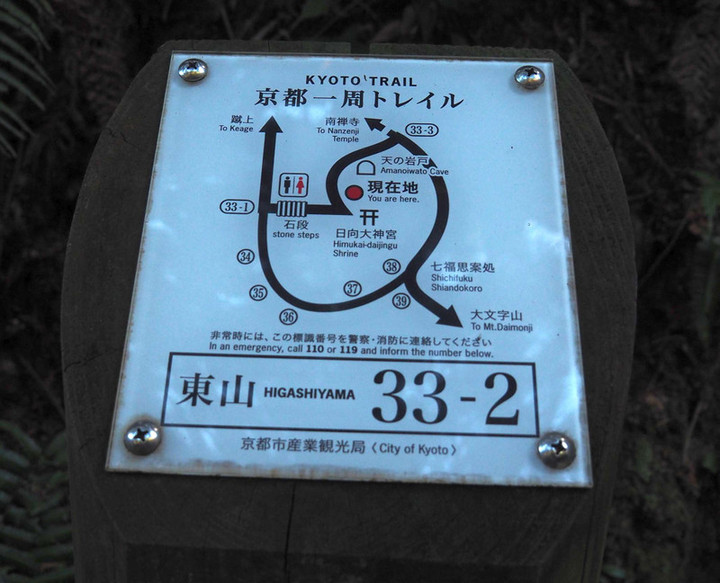 KYOTO TRAIL
京都一周トレイル
蹴上
To Keage
南禅寺
To Nanzenji
Temple
33-3
天の岩戸
Amanoiwato Cave
現在地
You are here.
33-1
石段
stone steps
日向大神宮
Himukai-daijingu
Shrine
34
35
36
37
38
39
七福思案処
Shichifuku
Shiandokoro
大文字山
To Mt.Daimonji
非常時には、この標識番号を警察・消防に連絡してください
In an emergency, call 110 or 119 and inform the number below.
東山 HIGASHIYAMA 33-2
京都市産業観光局〈City of Kyoto〉